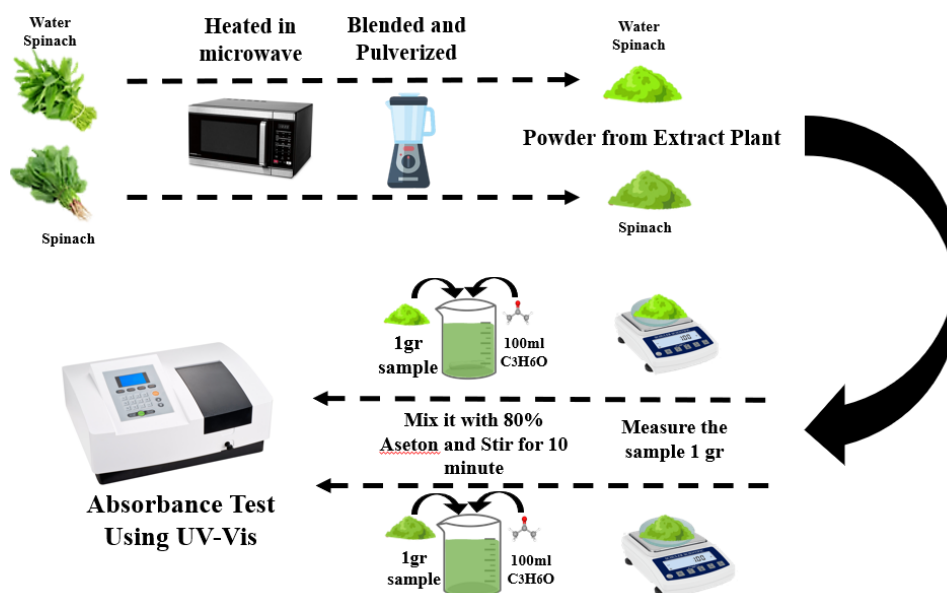 Water
Spinach
Heated in
microwave
Blended and
Pulverized
Water
Spinach
Powder from Extract Plant
Spinach
Spinach
1gr
sample
100ml
C3H6O
Mix it with 80%
Aseton and Stir for 10
minute
Measure the
sample 1 gr
Absorbance Test
Using UV-Vis
1gr
sample
100ml
C3H6O